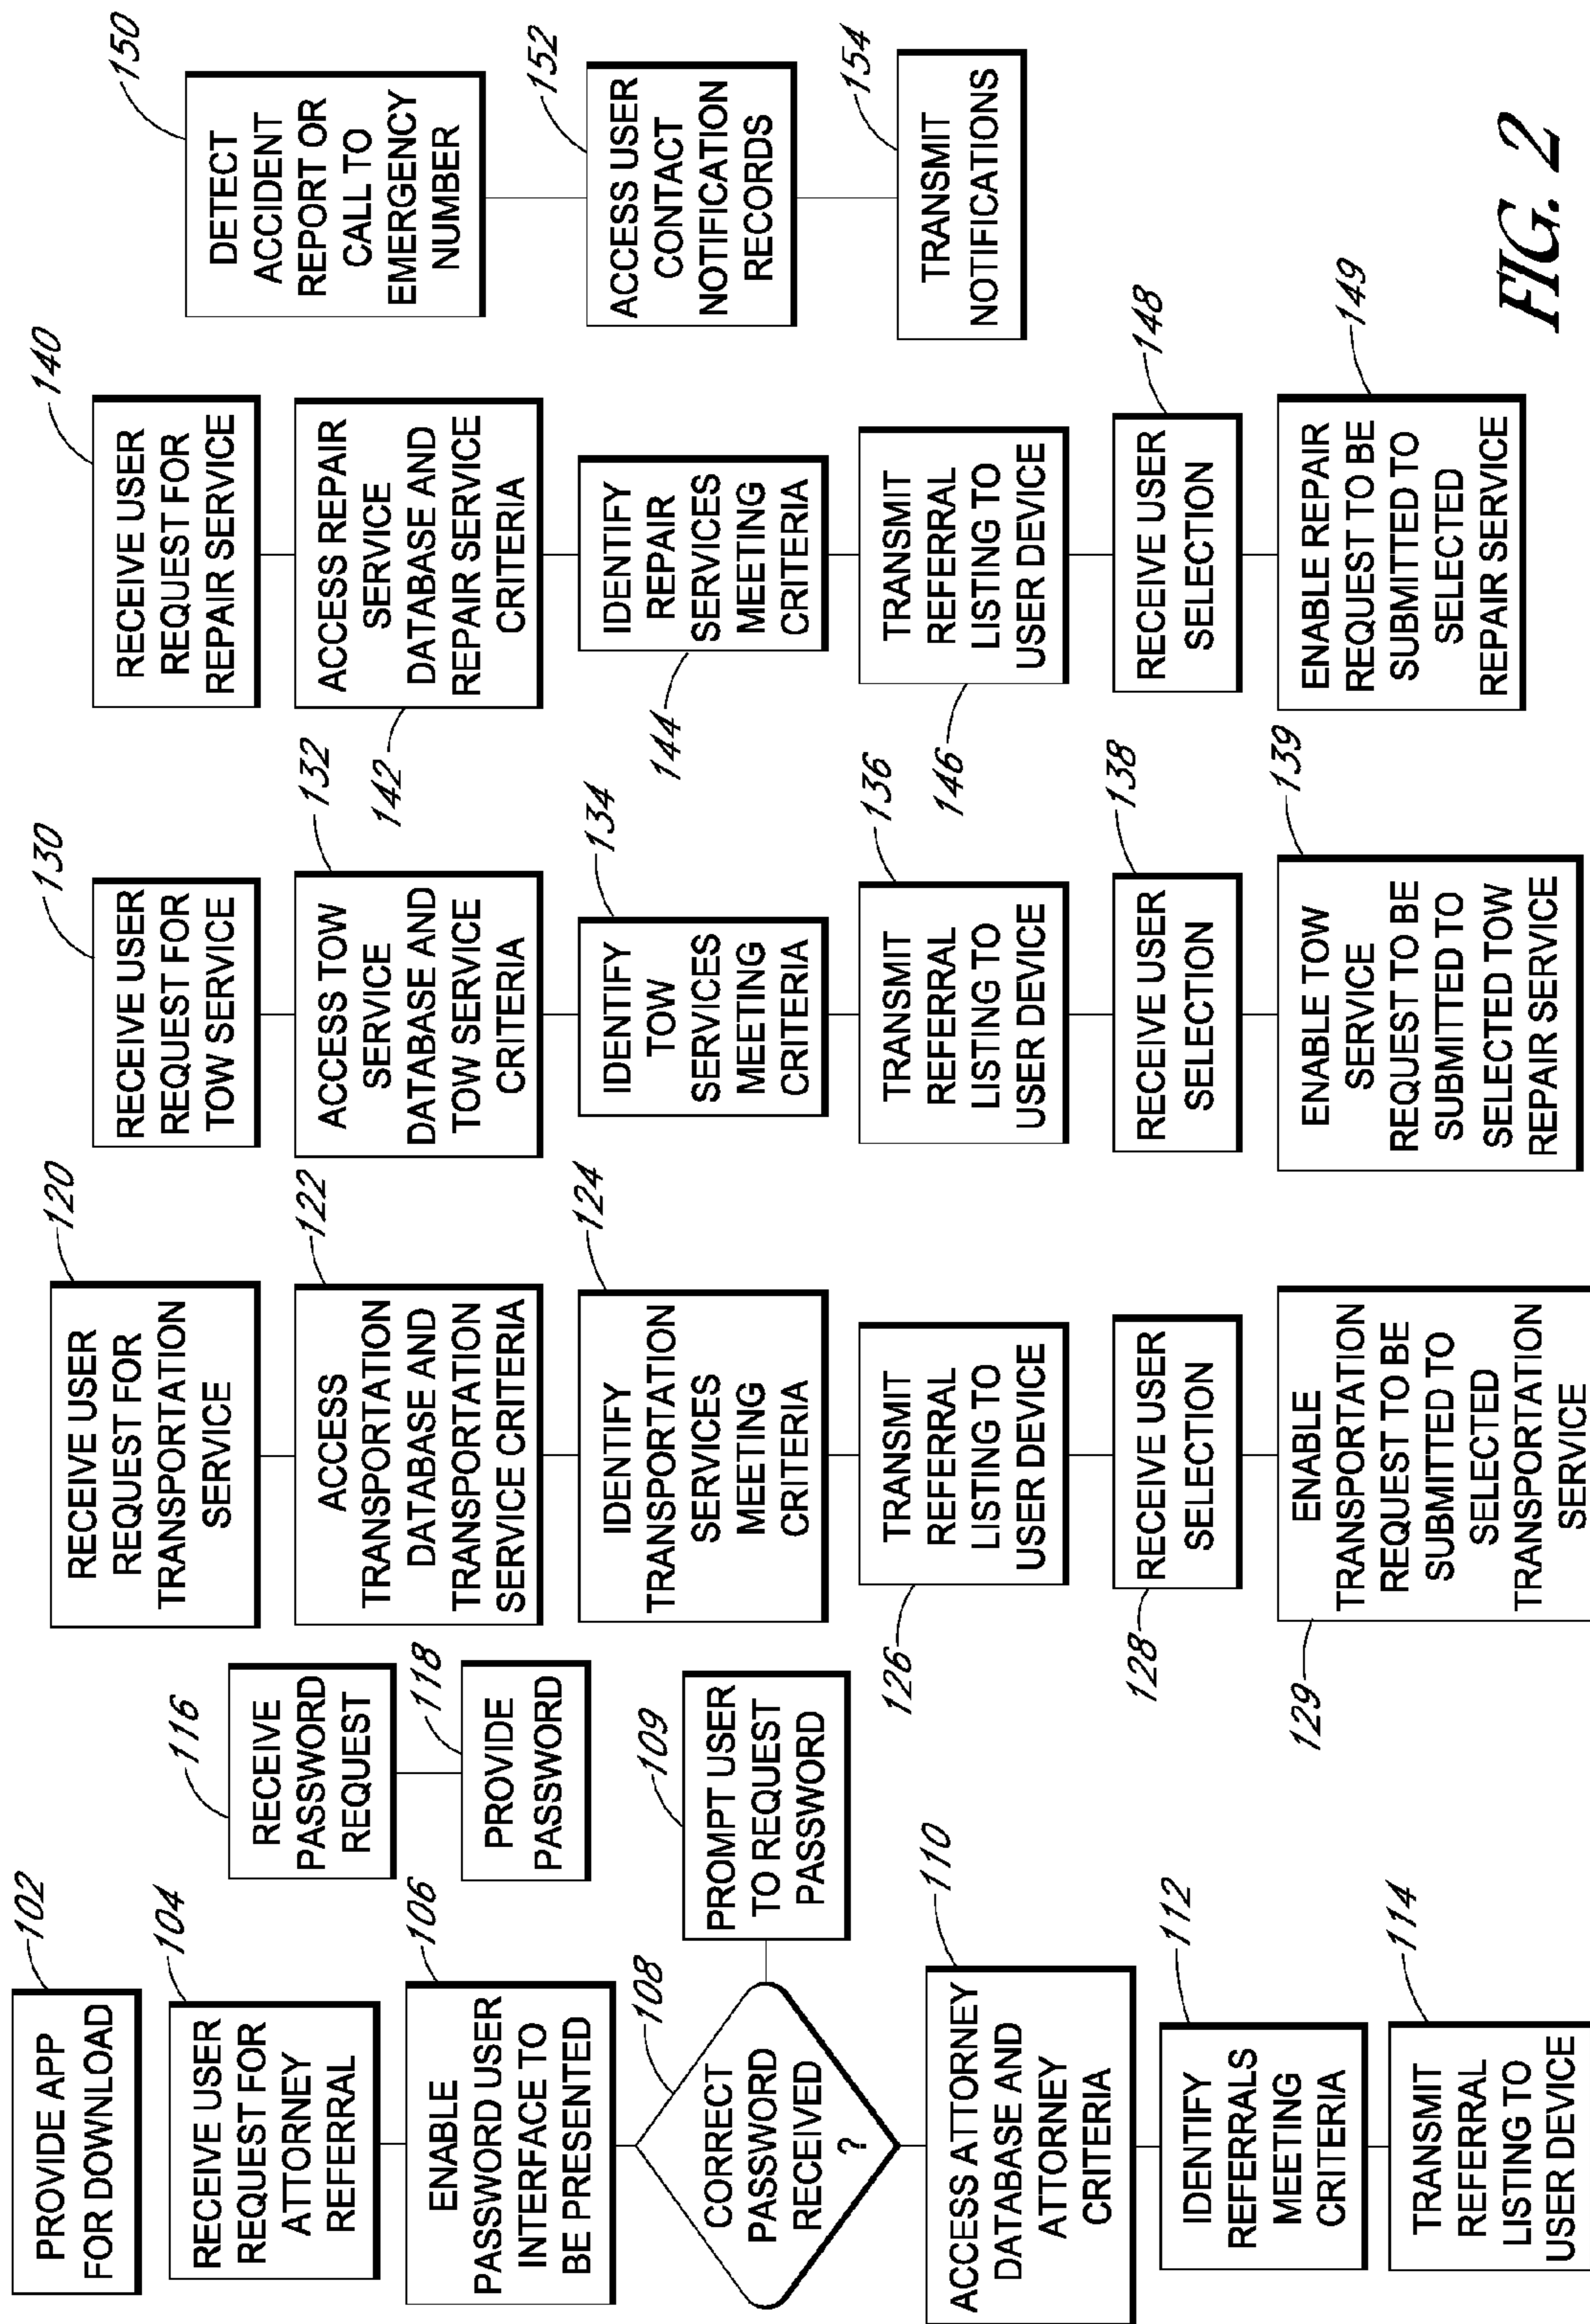 102
PROVIDE APP
FOR DOWNLOAD
104
RECEIVE USER
REQUEST FOR
ATTORNEY
REFERRAL
106
ENABLE
PASSWORD USER
INTERFACE TO
BE PRESENTED
108
CORRECT
PASSWORD
RECEIVED
?
109
PROMPT USER
TO REQUEST
PASSWORD
110
ACCESS ATTORNEY
DATABASE AND
ATTORNEY
CRITERIA
112
IDENTIFY
REFERRALS
MEETING
CRITERIA
114
TRANSMIT
REFERRAL
LISTING TO
USER DEVICE
116
RECEIVE
PASSWORD
REQUEST
118
PROVIDE
PASSWORD
120
RECEIVE USER
REQUEST FOR
TRANSPORTATION
SERVICE
122
ACCESS
TRANSPORTATION
DATABASE AND
TRANSPORTATION
SERVICE CRITERIA
124
IDENTIFY
TRANSPORTATION
SERVICES
MEETING
CRITERIA
126
TRANSMIT
REFERRAL
LISTING TO
USER DEVICE
128
RECEIVE USER
SELECTION
129
ENABLE
TRANSPORTATION
REQUEST TO BE
SUBMITTED TO
SELECTED
TRANSPORTATION
SERVICE
130
RECEIVE USER
REQUEST FOR
TOW SERVICE
132
ACCESS TOW
SERVICE
DATABASE AND
TOW SERVICE
CRITERIA
134
IDENTIFY
TOW
SERVICES
MEETING
CRITERIA
136
TRANSMIT
REFERRAL
LISTING TO
USER DEVICE
138
RECEIVE USER
SELECTION
139
ENABLE TOW
SERVICE
REQUEST TO BE
SUBMITTED TO
SELECTED TOW
REPAIR SERVICE
140
RECEIVE USER
REQUEST FOR
REPAIR SERVICE
142
ACCESS REPAIR
SERVICE
DATABASE AND
REPAIR SERVICE
CRITERIA
144
IDENTIFY
REPAIR
SERVICES
MEETING
CRITERIA
146
TRANSMIT
REFERRAL
LISTING TO
USER DEVICE
148
RECEIVE USER
SELECTION
149
ENABLE REPAIR
REQUEST TO BE
SUBMITTED TO
SELECTED
REPAIR SERVICE
150
DETECT
ACCIDENT
REPORT OR
CALL TO
EMERGENCY
NUMBER
152
ACCESS USER
CONTACT
NOTIFICATION
RECORDS
154
TRANSMIT
NOTIFICATIONS
FIG. 2